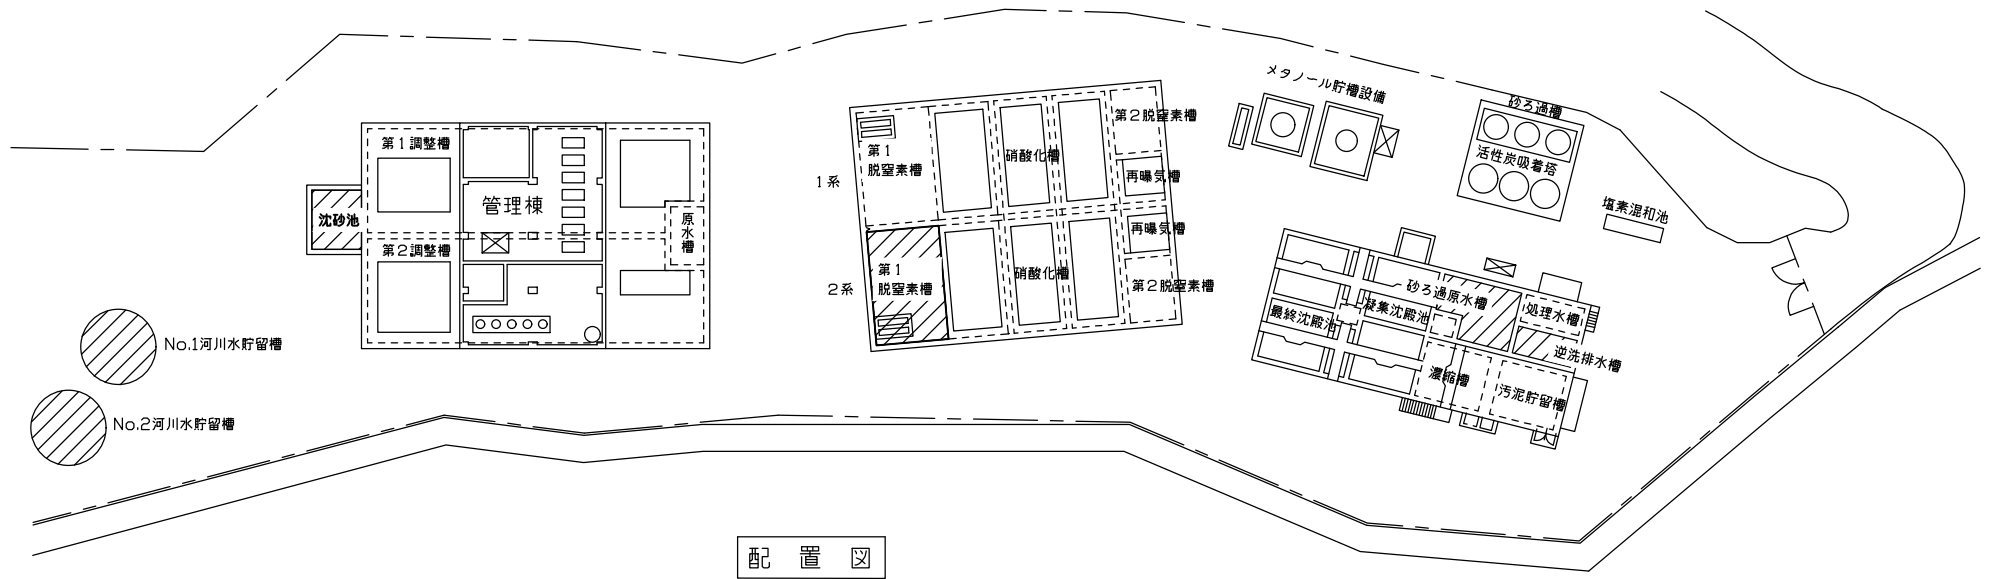 第1調整槽
沈砂池
管理棟
原水槽
第2調整槽
No.1河川水貯留槽
No.2河川水貯留槽
1系
第1
脱窒素槽
硝酸化槽
第2脱窒素槽
再曝気槽
2系
第1
脱窒素槽
硝酸化槽
再曝気槽
第2脱窒素槽
メタノール貯槽設備
砂ろ過槽
活性炭吸着塔
塩素混和池
砂ろ過原水槽
処理水槽
最終沈殿池
凝集沈殿池
逆洗排水槽
濃縮槽
汚泥貯留槽
配置図